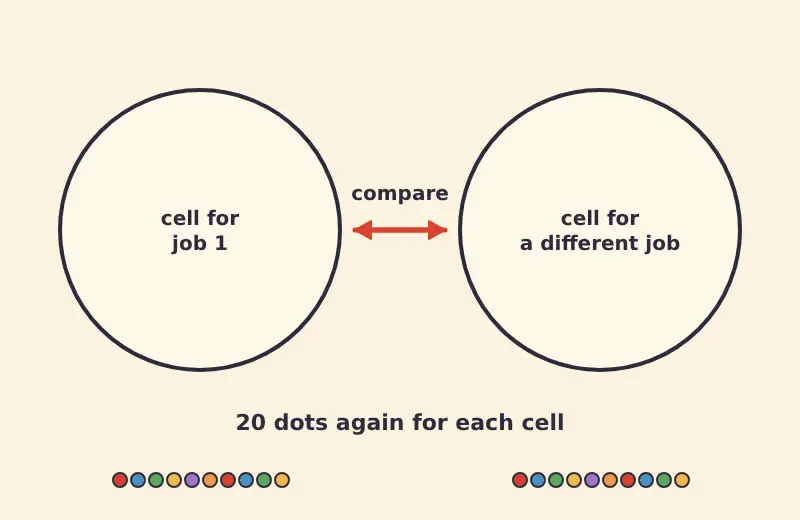 compare
cell for
job 1
cell for
a different job
20 dots again for each cell